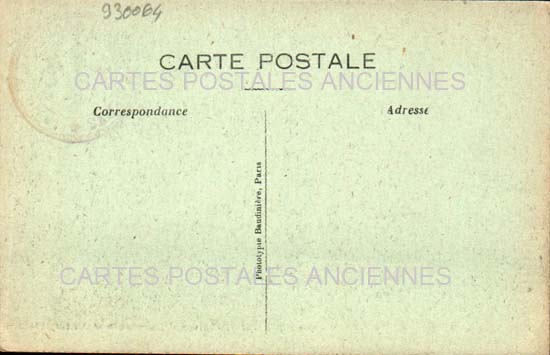 930064
CARTE POSTALE
CARTES POSTALES ANCIENNES
Correspondance
Adresse
Phototypie Baudinière, Paris
CARTES POSTALES ANCIENNES